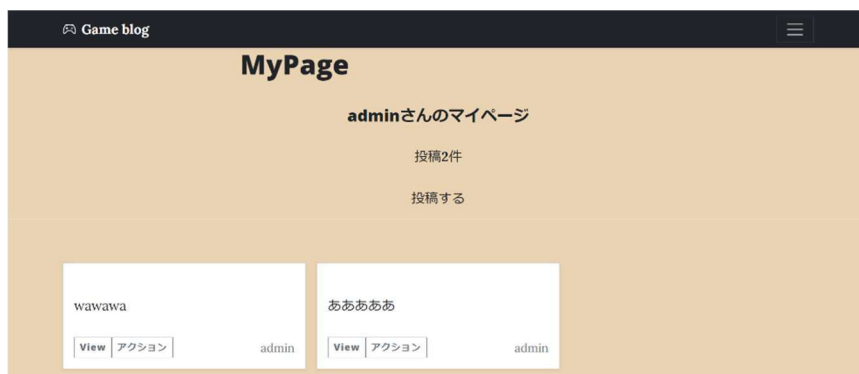 Game blog
MyPage
adminさんのマイページ
投稿2件
投稿する
wawawa
View アクション admin
あああああ
View アクション admin